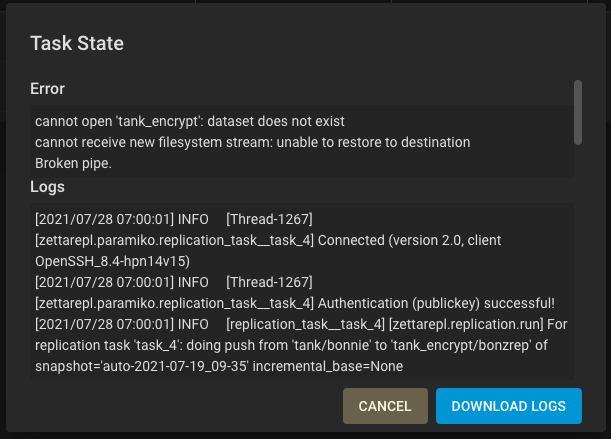 Task State
Error
cannot open 'tank_encrypt': dataset does not exist
cannot receive new filesystem stream: unable to restore to destination
Broken pipe.
Logs
[2021/07/28 07:00:01] INFO [Thread-1267]
[zettarepl.paramiko.replication_task__task_4] Connected (version 2.0, client
OpenSSH_8.4-hpn14v15)
[2021/07/28 07:00:01] INFO [Thread-1267]
[zettarepl.paramiko.replication_task__task_4] Authentication (publickey) successful!
[2021/07/28 07:00:01] INFO [replication_task__task_4] [zettarepl.replication.run] For
replication task 'task_4': doing push from 'tank/bonnie' to 'tank_encrypt/bonzrep' of
snapshot='auto-2021-07-19_09-35' incremental_base=None
CANCEL
DOWNLOAD LOGS